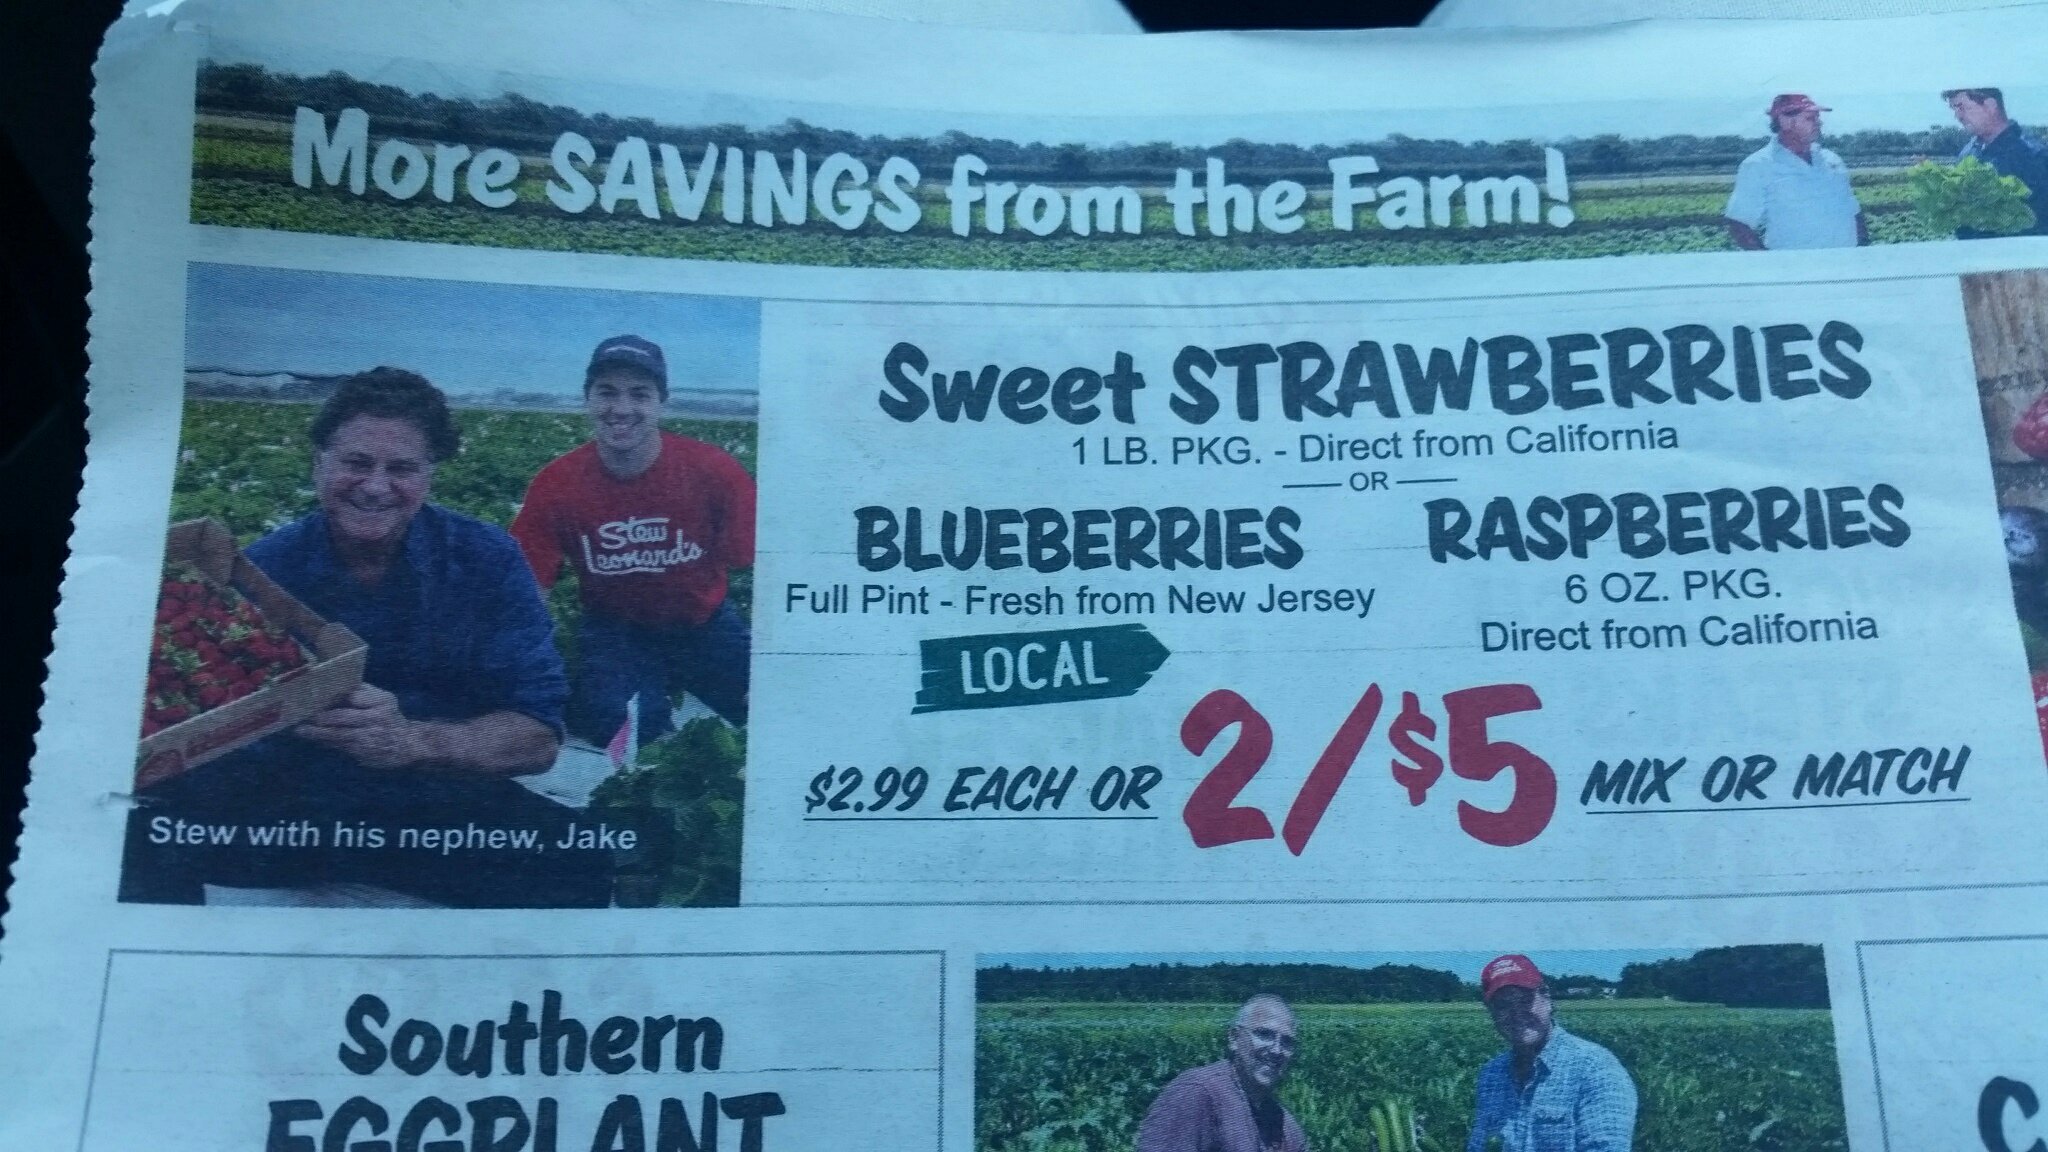 More SAVINGS from the Farm!
Stew
Leonard's
Stew with his nephew, Jake
Sweet STRAWBERRIES
1 LB. PKG. - Direct from California
OR
BLUEBERRIES
Full Pint - Fresh from New Jersey
LOCAL
RASPBERRIES
6 OZ. PKG.
Direct from California
$2.99 EACH OR 2/$5 MIX OR MATCH
Southern
EGGPLANT